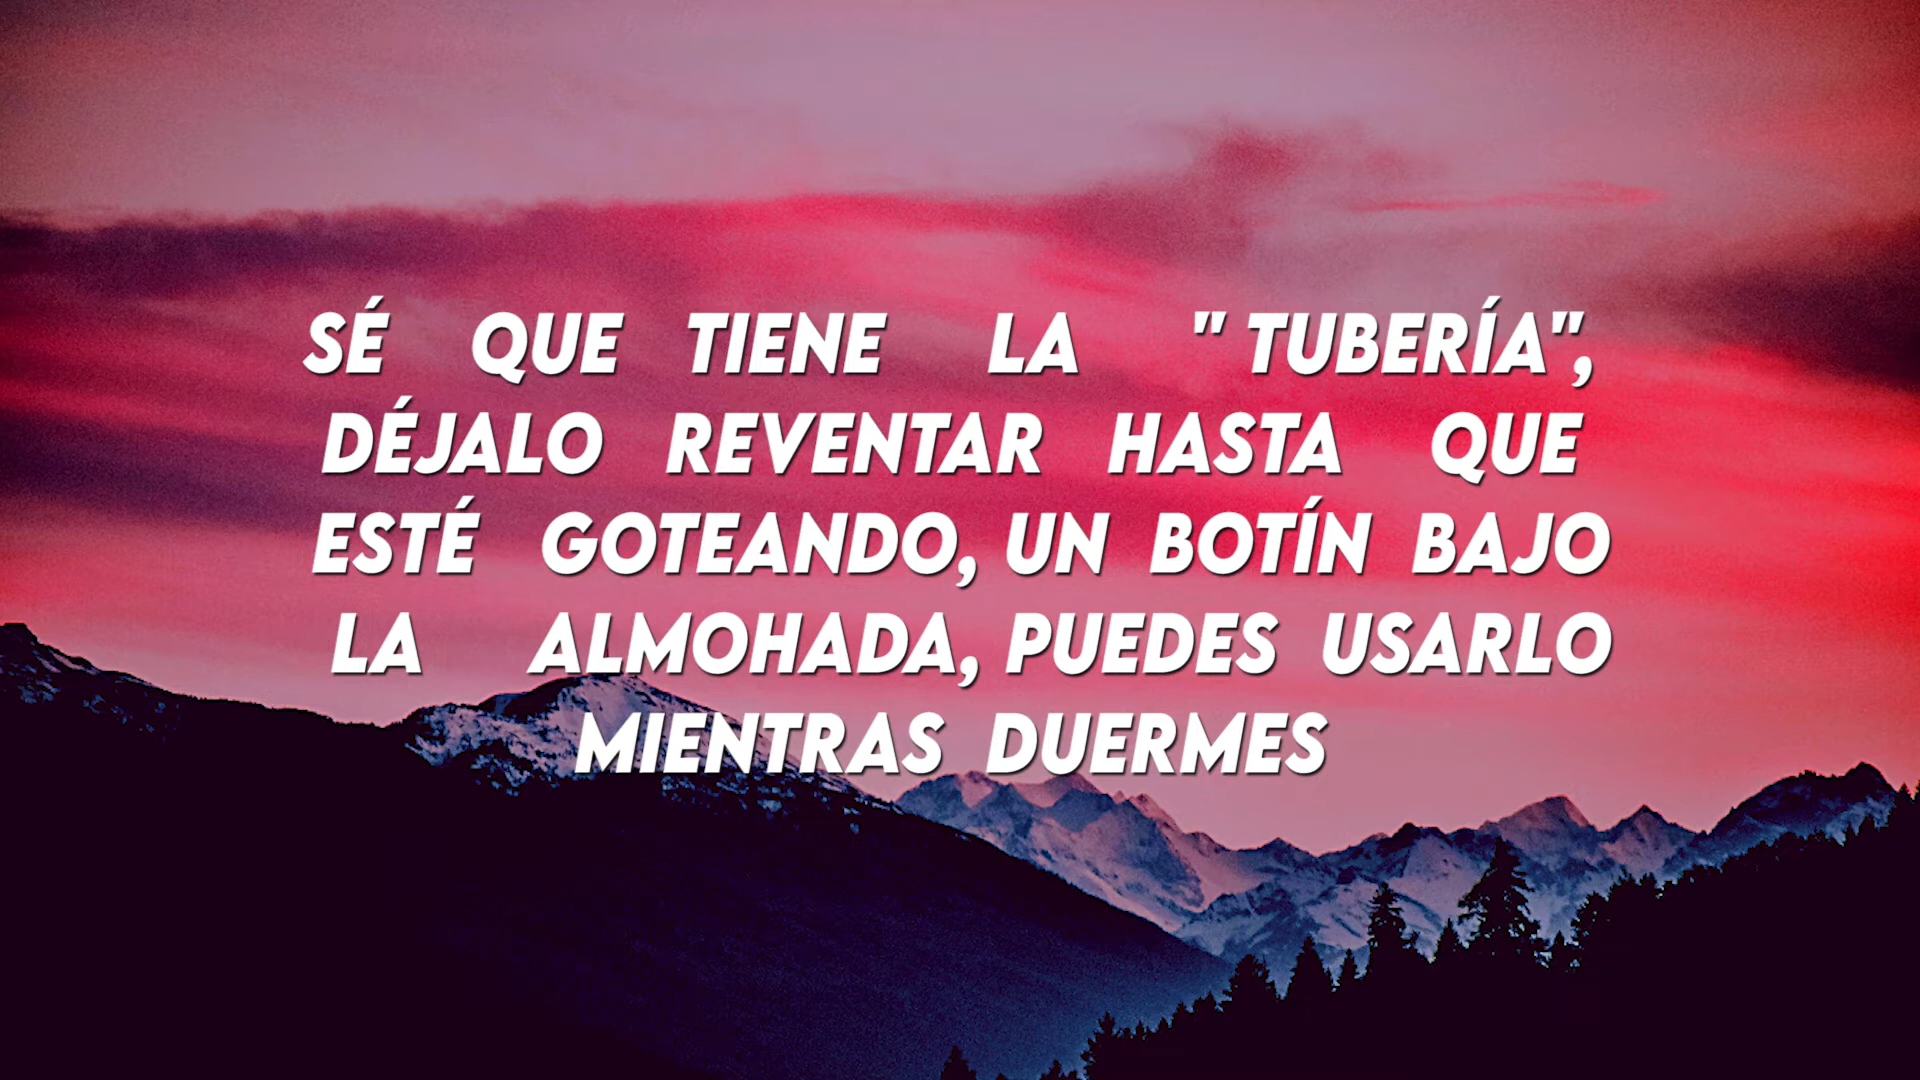 SÉ QUE TIENE LA " TUBERÍA",
DÉJALO REVENTAR HASTA QUE
ESTÉ GOTEANDO, UN BOTÍN BAJO
LA ALMOHADA, PUEDES USARLO
MIENTRAS DUERMES